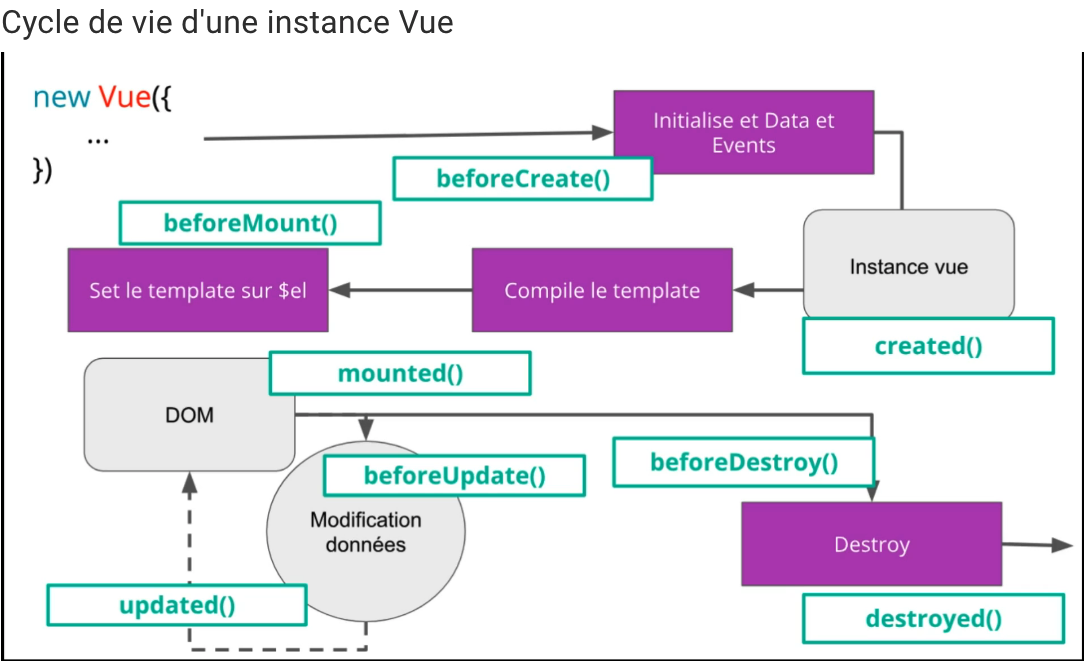 Cycle de vie d'une instance Vue
new Vue({
...
})
Initialise et Data et
Events
beforeCreate()
beforeMount()
Set le template sur $el
Compile le template
Instance vue
created()
mounted()
DOM
beforeUpdate()
beforeDestroy()
Modification
données
Destroy
updated()
destroyed()